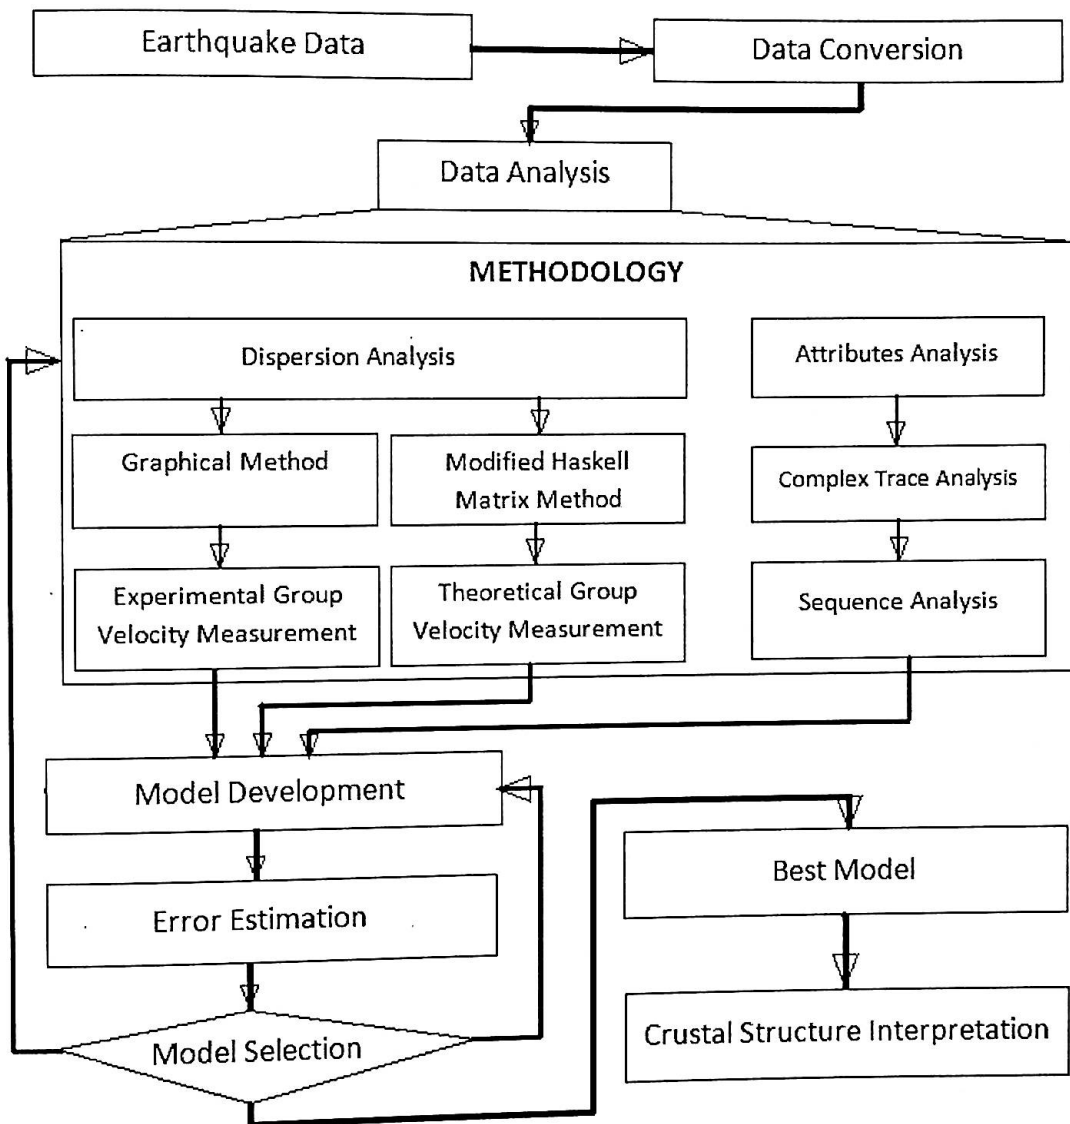 Earthquake Data
Data Conversion
Data Analysis
METHODOLOGY
Dispersion Analysis
Attributes Analysis
Graphical Method
Modified Haskell
Matrix Method
Complex Trace Analysis
Experimental Group
Velocity Measurement
Theoretical Group
Velocity Measurement
Sequence Analysis
Model Development
Error Estimation
Model Selection
Best Model
Crustal Structure Interpretation